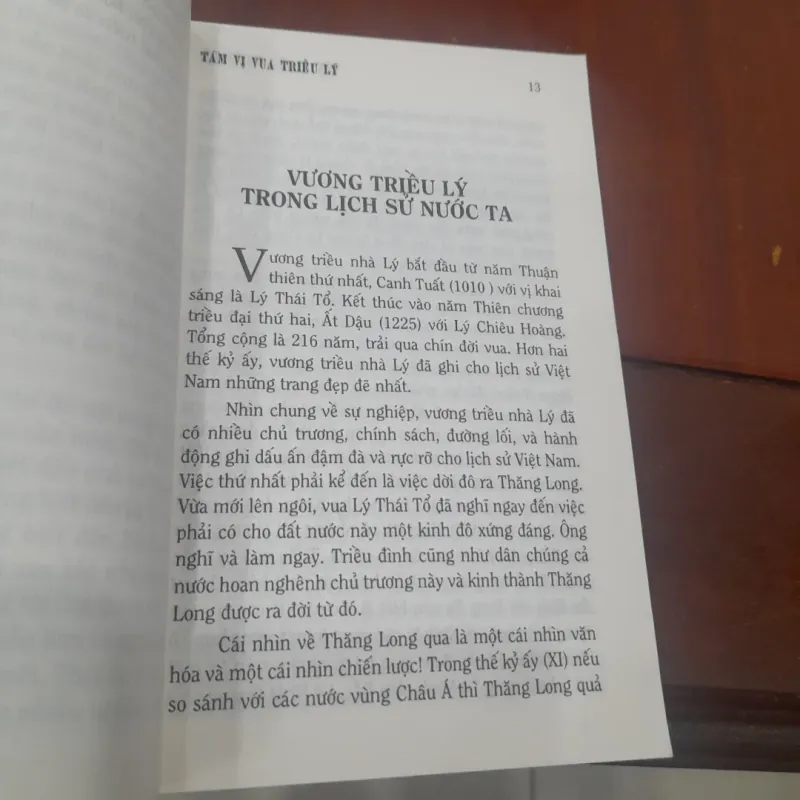 TÁM VỊ VUA TRIỀU LÝ
13
VƯƠNG TRIỀU LÝ
TRONG LỊCH SỬ NƯỚC TA
Vương triều nhà Lý bắt đầu từ năm Thuận
thiên thứ nhất, Canh Tuất (1010 ) với vị khai
sáng là Lý Thái Tổ. Kết thúc vào năm Thiên chương
triều đại thứ hai, Ất Dậu (1225) với Lý Chiêu Hoàng.
Tổng cộng là 216 năm, trải qua chín đời vua. Hơn hai
thế kỷ ấy, vương triều nhà Lý đã ghi cho lịch sử Việt
Nam những trang đẹp đẽ nhất.
Nhìn chung về sự nghiệp, vương triều nhà Lý đã
có nhiều chủ trương, chính sách, đường lối, và hành
động ghi dấu ấn đậm đà và rực rỡ cho lịch sử Việt Nam.
Việc thứ nhất phải kể đến là việc dời đô ra Thăng Long.
Vừa mới lên ngôi, vua Lý Thái Tổ đã nghĩ ngay đến việc
phải có cho đất nước này một kinh đô xứng đáng. Ông
nghĩ và làm ngay. Triều đình cũng như dân chúng cả
nước hoan nghênh chủ trương này và kinh thành Thăng
Long được ra đời từ đó.
Cái nhìn về Thăng Long qua là một cái nhìn văn
hóa và một cái nhìn chiến lược! Trong thế kỷ ấy (XI) nếu
so sánh với các nước vùng Châu Á thì Thăng Long quả